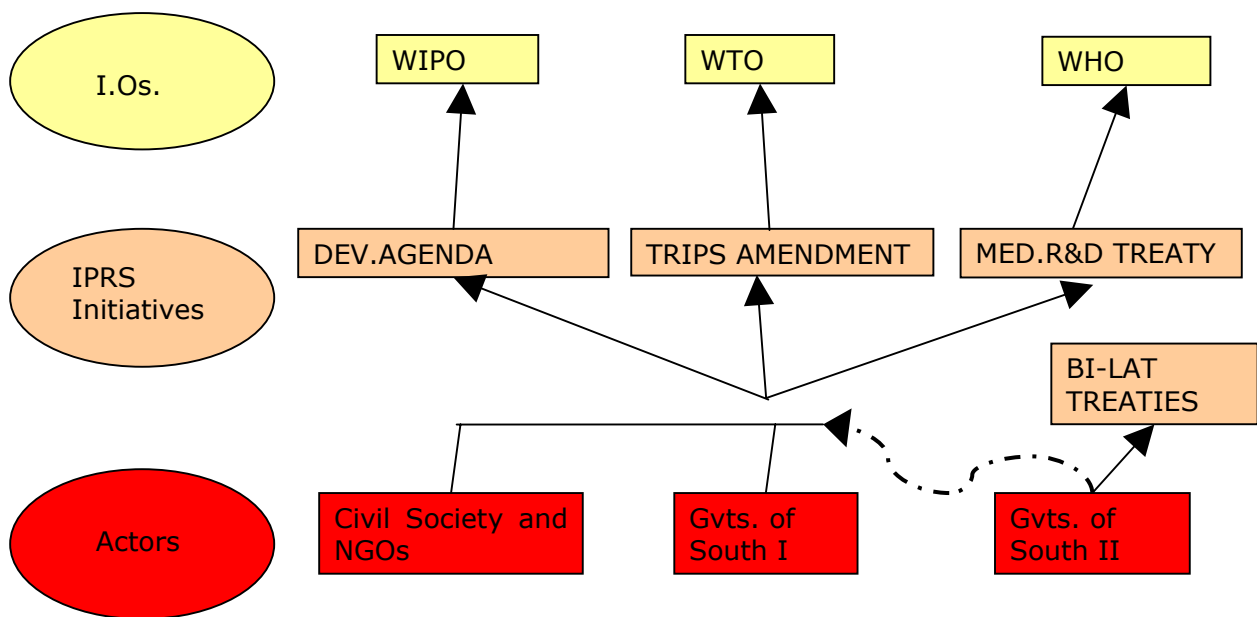 I.Os.
WIPO
WTO
WHO
IPRS
Initiatives
DEV.AGENDA
TRIPS AMENDMENT
MED.R&D TREATY
BI-LAT
TREATIES
Actors
Civil Society and
NGOs
Gvts. of
South I
Gvts. of
South II